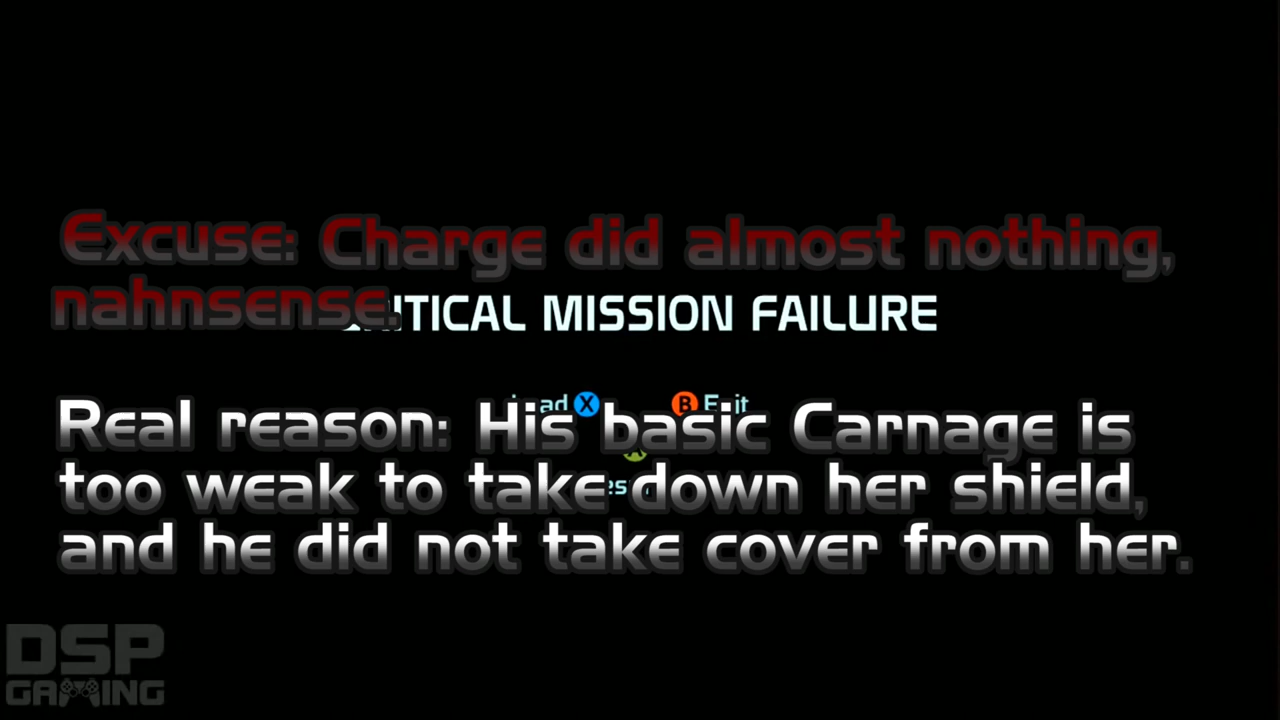 Excuse: Charge did almost nothing,
nahnsense.
CRITICAL MISSION FAILURE
X B Exit
Real reason: His basic Carnage is
too weak to take down her shield,
and he did not take cover from her.
DSP
GAMING